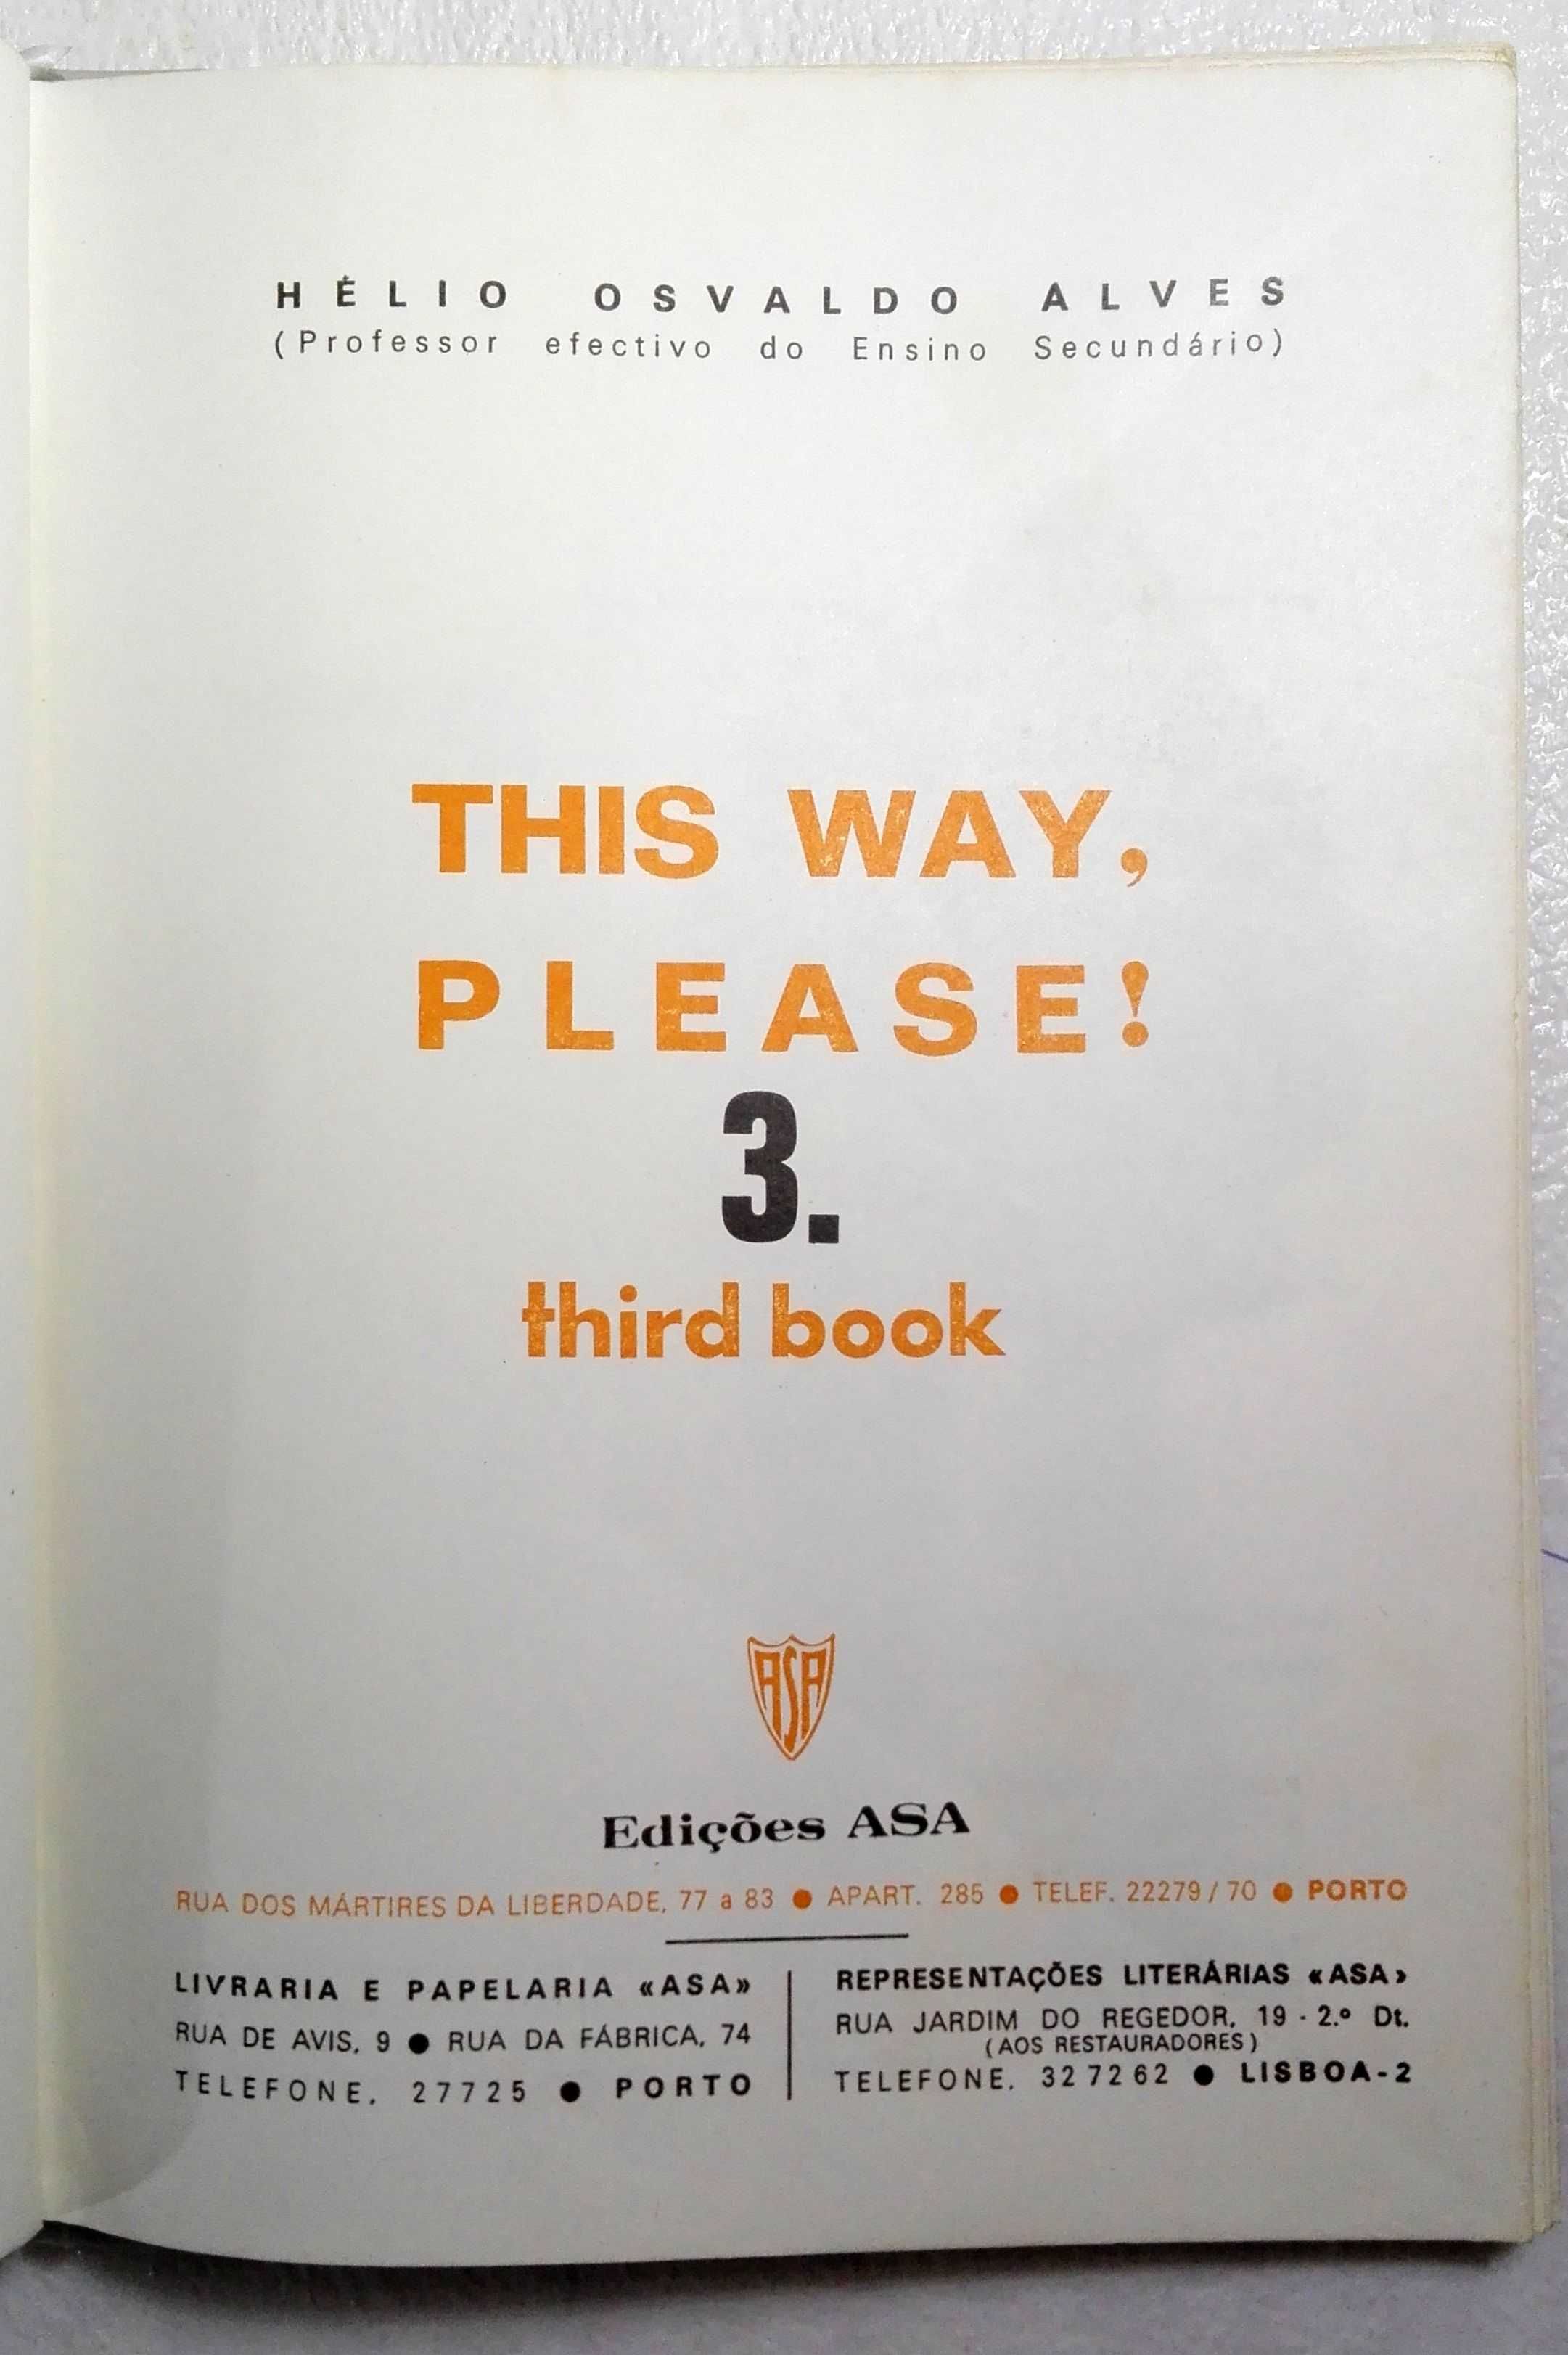 HÉLIO OSVALDO ALVES
(Professor efectivo do Ensino Secundário)
THIS WAY,
PLEASE!
3.
third book
ASA
Edições ASA
RUA DOS MÁRTIRES DA LIBERDADE, 77 a 83 ● APART. 285 ● TELEF. 22279/70 ● PORTO
LIVRARIA E PAPELARIA «ASA»
RUA DE AVIS, 9 ● RUA DA FÁBRICA, 74
TELEFONE, 27725 ● PORTO
REPRESENTAÇÕES LITERÁRIAS «ASA»
RUA JARDIM DO REGEDOR, 19 - 2.º Dt.
(AOS RESTAURADORES)
TELEFONE. 327262 ● LISBOA-2